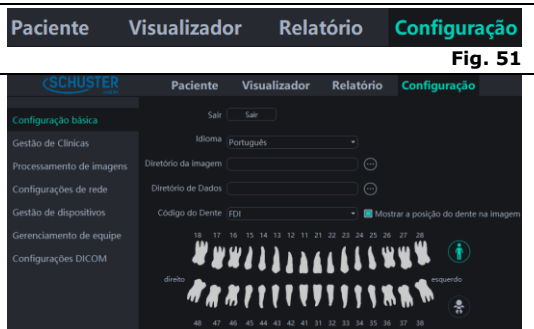 Paciente Visualizador Relatório Configuração
Fig. 51
SCHUSTER Paciente Visualizador Relatório Configuração
Configuração básica
Gestão de Clínicas
Processamento de imagens
Configurações de rede
Gestão de dispositivos
Gerenciamento de equipe
Configurações DICOM
Sair Sair
Idioma Português
Diretório da imagem
Diretório de Dados
Código do Dente FDI Mostrar a posição do dente na imagem
18 17 16 15 14 13 12 11 21 22 23 24 25 26 27 28
direito esquerdo
48 47 46 45 44 43 42 41 31 32 33 34 35 36 37 38